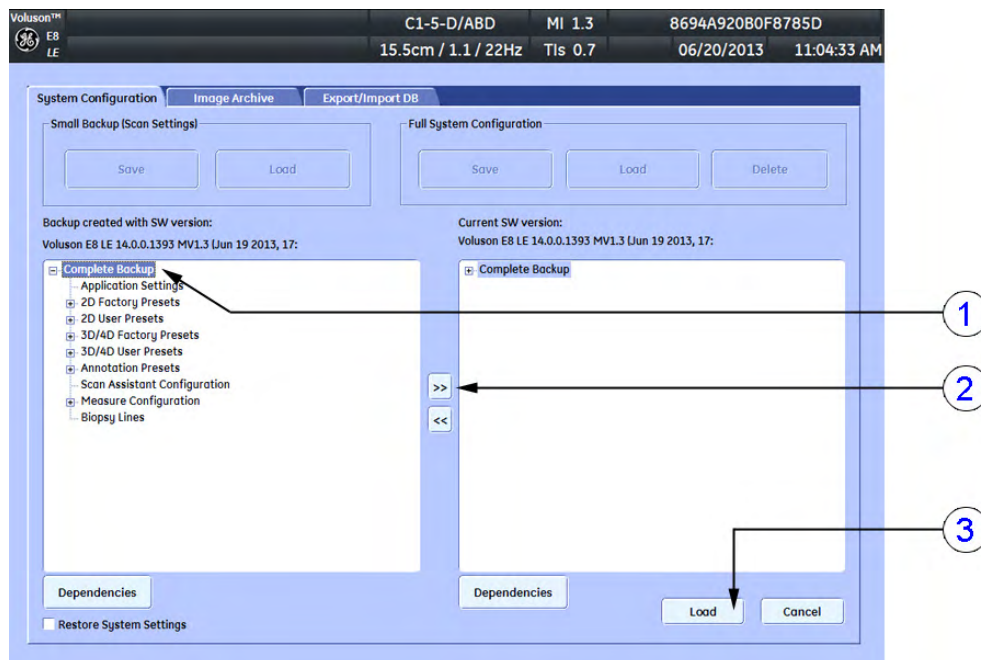 Voluson™
C1-5-D/ABD MI 1.3 8694A920B0F8785D
E8
LE
15.5cm / 1.1 / 22Hz TIs 0.7 06/20/2013 11:04:33 AM
System Configuration Image Archive Export/Import DB
Small Backup (Scan Settings) Full System Configuration
Save Load Save Load Delete
Backup created with SW version: Current SW version:
Voluson E8 LE 14.0.0.1393 MV1.3 (Jun 19 2013, 17: Voluson E8 LE 14.0.0.1393 MV1.3 (Jun 19 2013, 17:
Complete Backup Complete Backup
Application Settings
2D Factory Presets
2D User Presets
1
3D/4D Factory Presets
3D/4D User Presets
Annotation Presets
Scan Assistant Configuration >> 2
Measure Configuration
Biopsy Lines <<
3
Dependencies Dependencies
Load Cancel
Restore System Settings